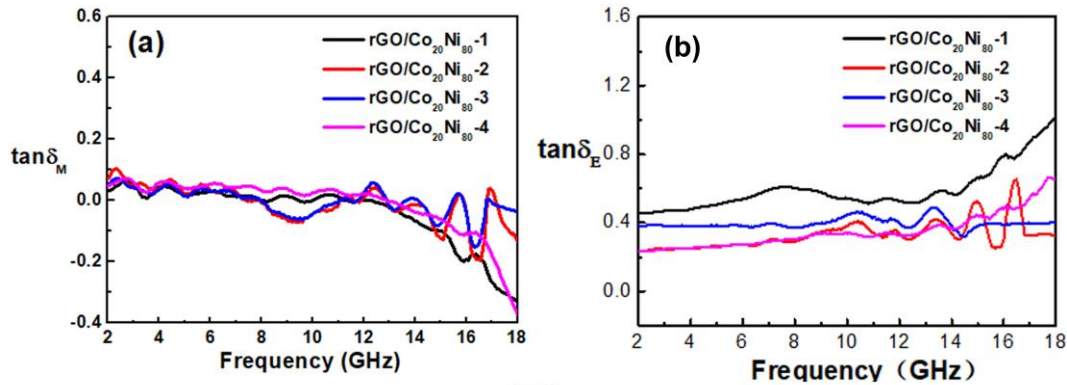 (a)
rGO/Co20Ni80-1
rGO/Co20Ni80-2
rGO/Co20Ni80-3
rGO/Co20Ni80-4
tanδM
0.6
0.4
0.2
0.0
-0.2
-0.4
2 4 6 8 10 12 14 16 18
Frequency (GHz)
(b)
rGO/Co20Ni80-1
rGO/Co20Ni80-2
rGO/Co20Ni80-3
rGO/Co20Ni80-4
tanδE
1.6
1.2
0.8
0.4
0.0
2 4 6 8 10 12 14 16 18
Frequency（GHz）